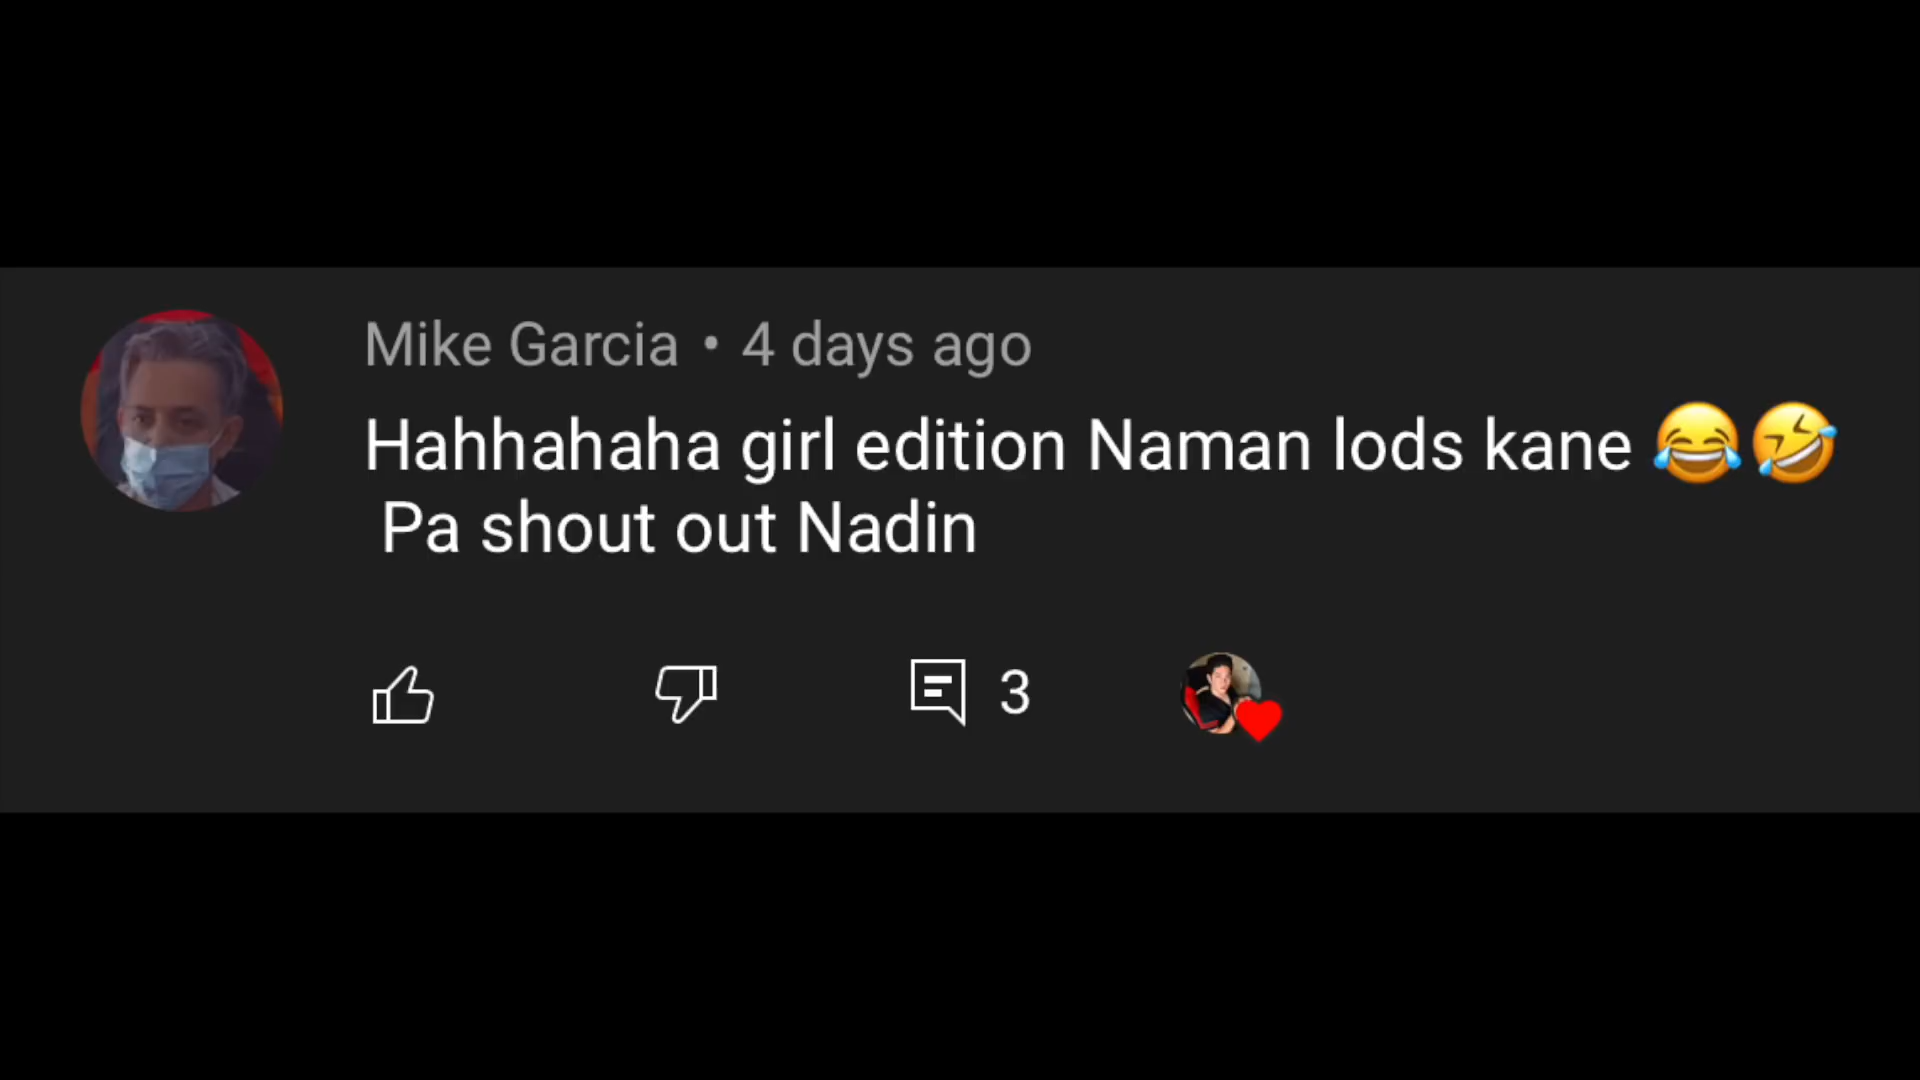 Mike Garcia • 4 days ago
Hahhahaha girl edition Naman lods kane 😂🤣
Pa shout out Nadin
3